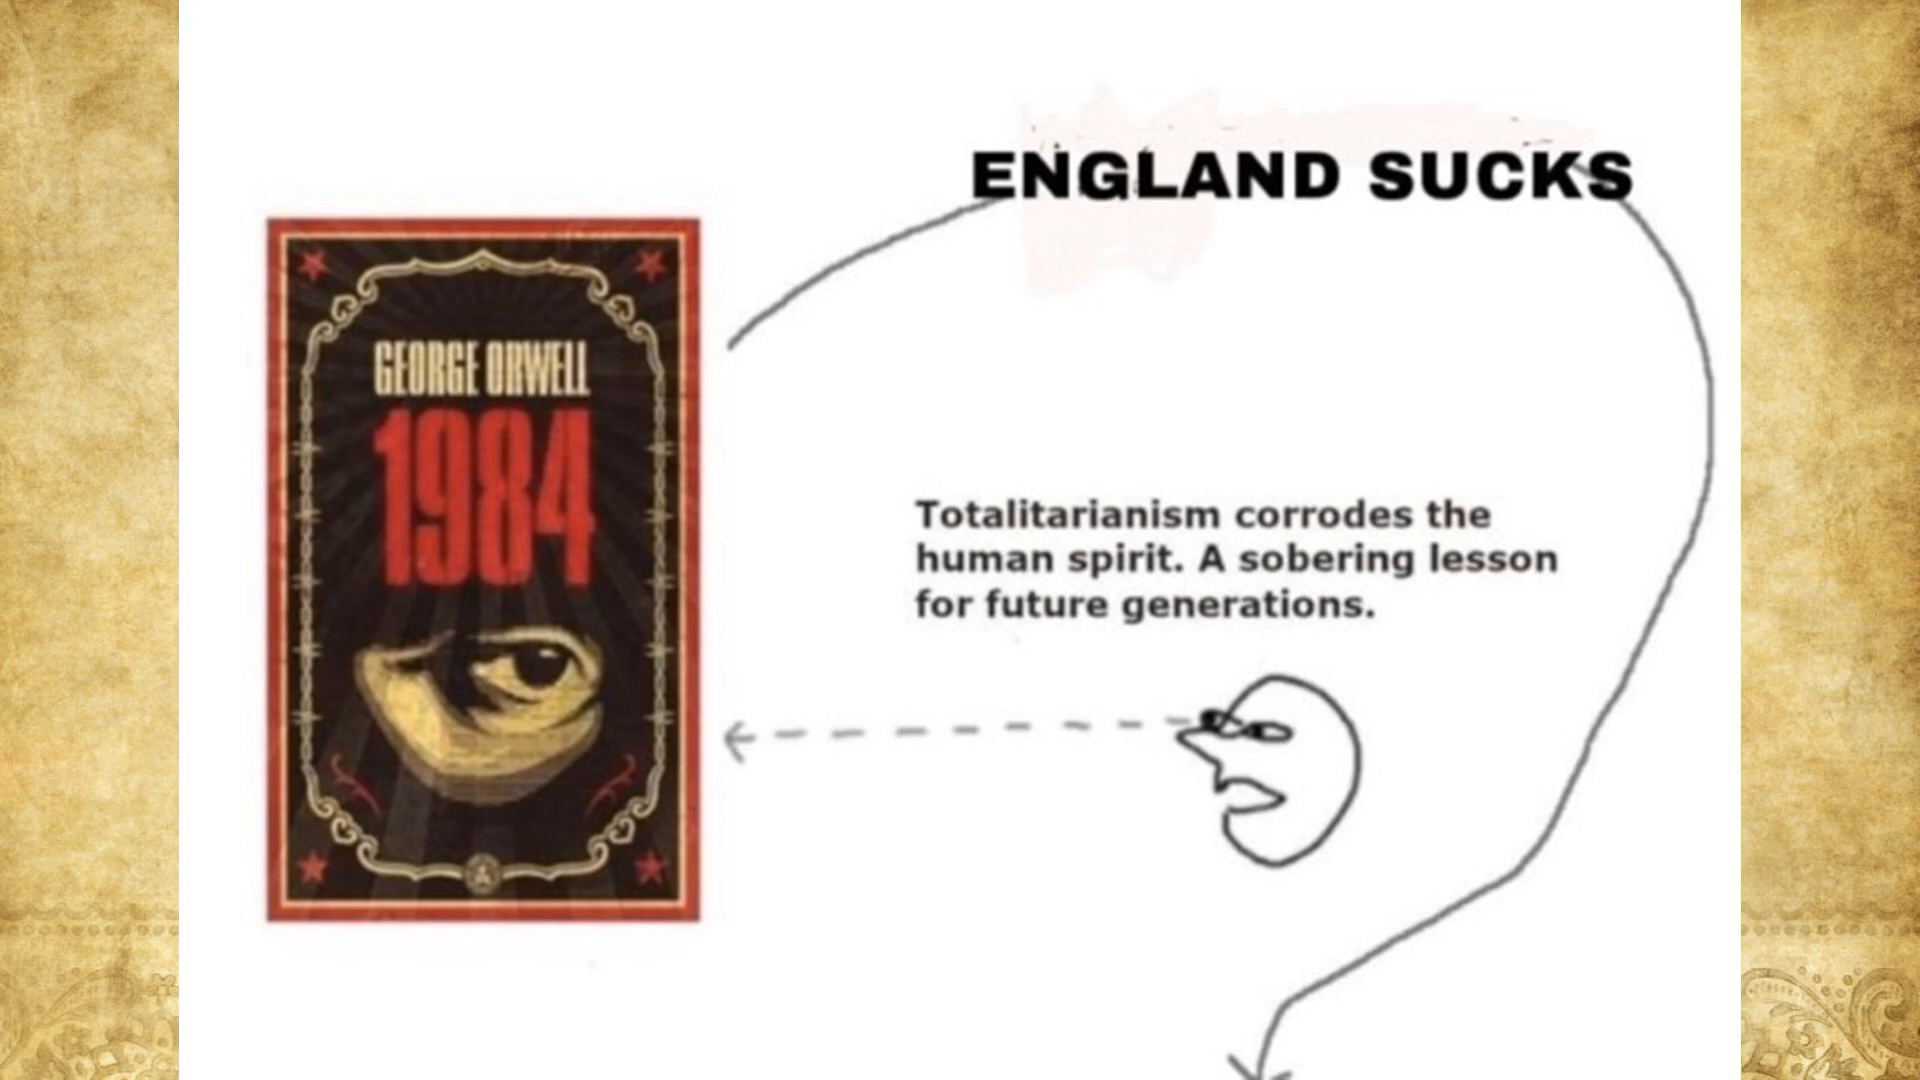 ENGLAND SUCKS
GEORGE ORWELL
1984
Totalitarianism corrodes the
human spirit. A sobering lesson
for future generations.